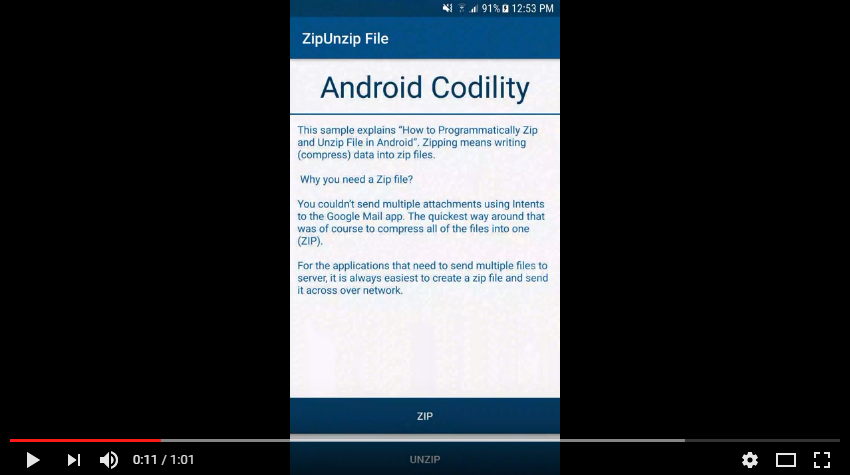 91% 12:53 PM
ZipUnzip File
Android Codility
This sample explains “How to Programmatically Zip
and Unzip File in Android”. Zipping means writing
(compress) data into zip files.
Why you need a Zip file?
You couldn’t send multiple attachments using Intents
to the Google Mail app. The quickest way around that
was of course to compress all of the files into one
(ZIP).
For the applications that need to send multiple files to
server, it is always easiest to create a zip file and send
it across over network.
ZIP
UNZIP
0:11 / 1:01